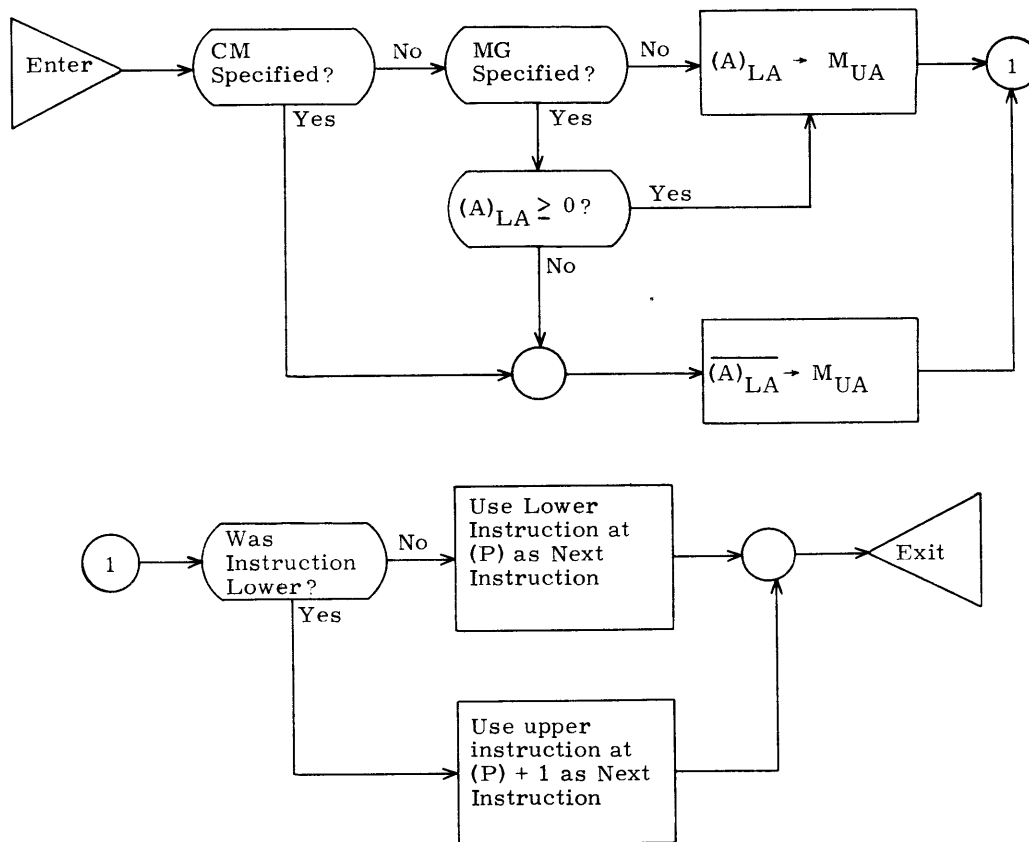 Enter
CM
Specified?
No
MG
Specified?
No
(A)LA → MUA
1
Yes
Yes
(A)LA ≥ 0?
Yes
No
(A)LA → MUA
1
Was
Instruction
Lower?
No
Use Lower
Instruction at
(P) as Next
Instruction
Exit
Yes
Use upper
instruction at
(P) + 1 as Next
Instruction